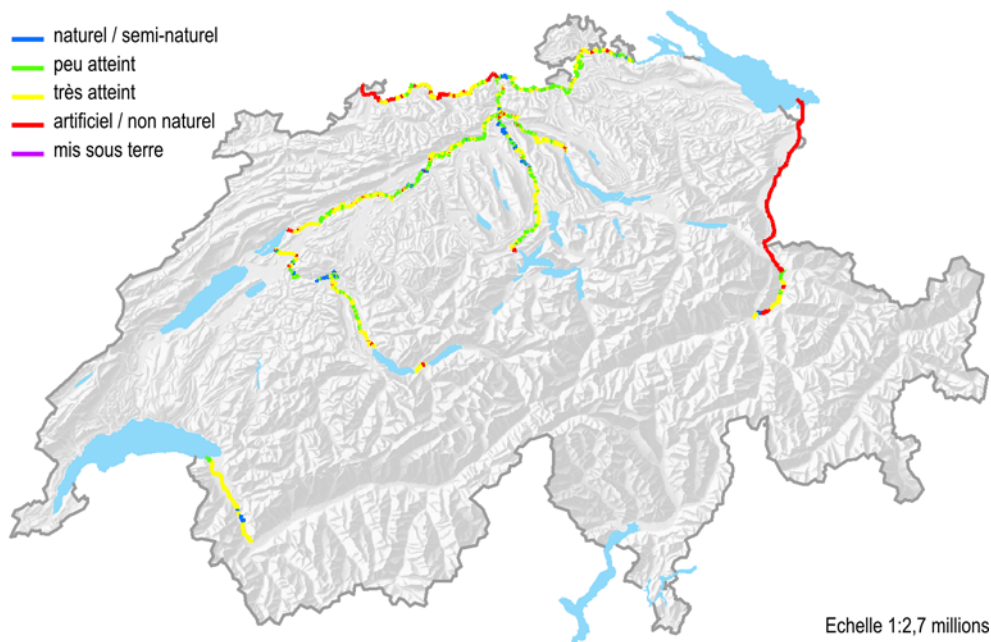 naturel / semi-naturel
peu atteint
très atteint
artificiel / non naturel
mis sous terre
Echelle 1:2,7 millions